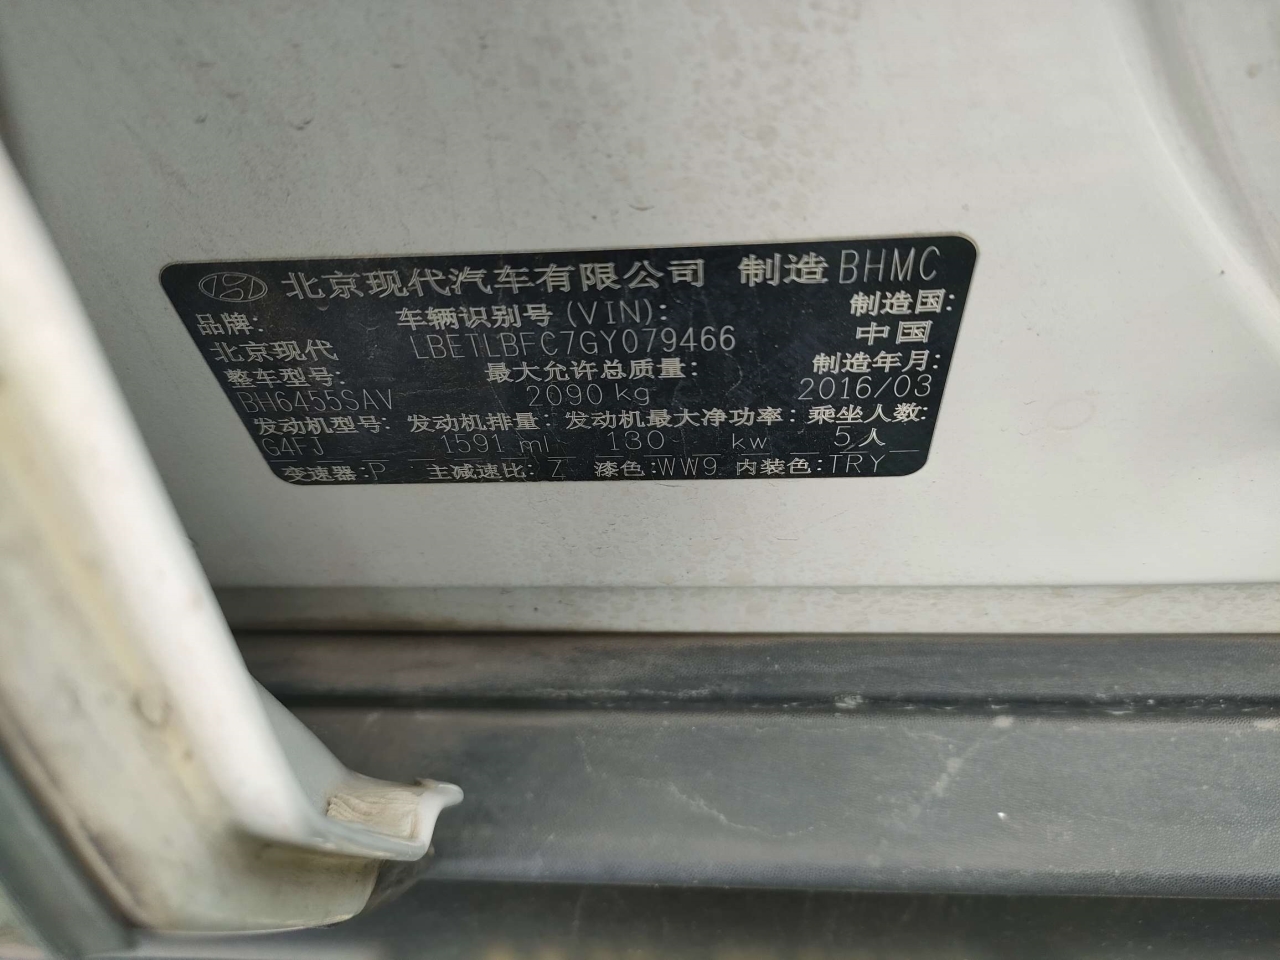 北京现代汽车有限公司 制造 BHMC
品牌: 车辆识别号 (VIN): 制造国:
北京现代 LBETLBFC7GY079466 中国
整车型号: 最大允许总质量: 制造年月:
BH6455SAV 2090 kg 2016/03
发动机型号: 发动机排量: 发动机最大净功率: 乘坐人数:
G4FJ 1591 ml 130 kw 5 人
变速器: P 主减速比: Z 漆色: WW9 内装色: TRY